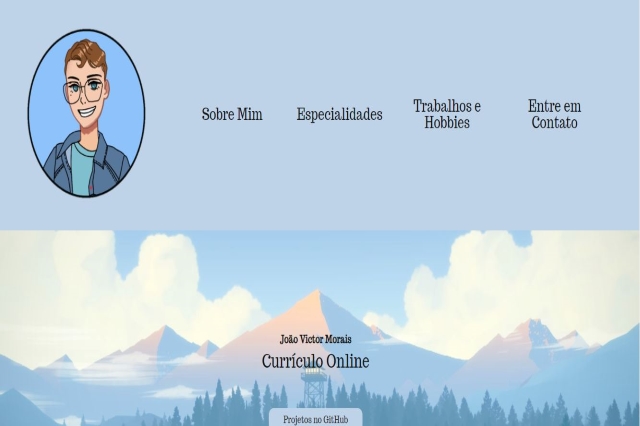 Sobre Mim
Especialidades
Trabalhos e
Hobbies
Entre em
Contato
João Victor Morais
Currículo Online
Projetos no GitHub